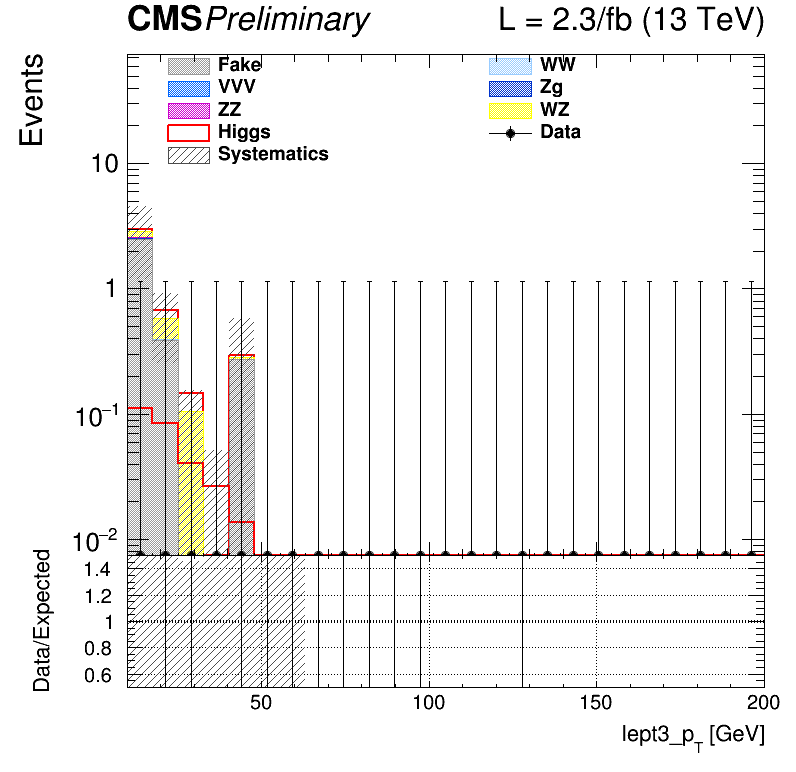 CMS Preliminary L = 2.3/fb (13 TeV)
Events
Fake WW
VVV Zg
ZZ WZ
Higgs Data
Systematics
10
1
10⁻¹
10⁻²
Data/Expected
1.4
1.2
1
0.8
0.6
50 100 150 200
lept3_p_T [GeV]